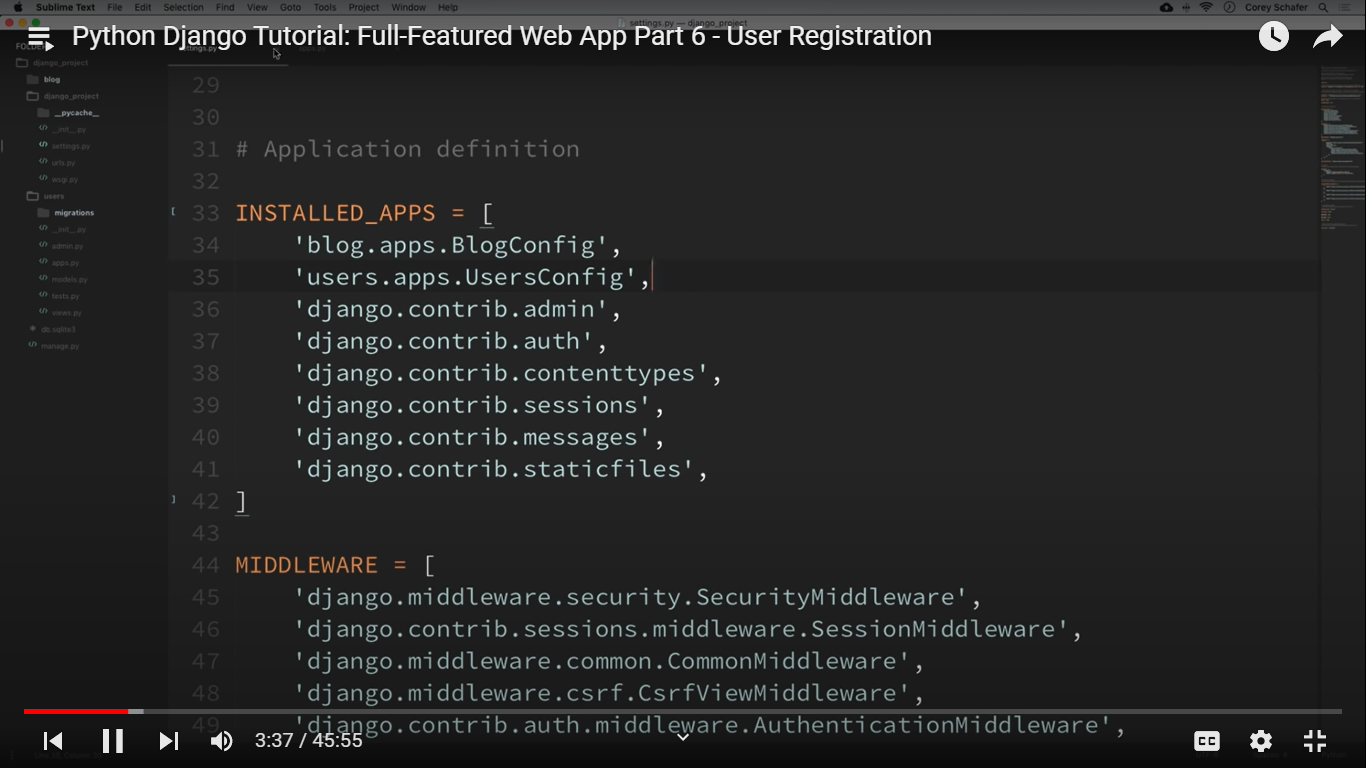 Sublime Text File Edit Selection Find View Goto Tools Project Window Help Corey Schafer
settings.py — django_project
Python Django Tutorial: Full-Featured Web App Part 6 - User Registration
settings.py
django_project
blog
django_project
__pycache__
__init__.py
settings.py
urls.py
wsgi.py
users
migrations
__init__.py
admin.py
apps.py
models.py
tests.py
views.py
db.sqlite3
manage.py
29
30
31 # Application definition
32
33 INSTALLED_APPS = [
34 'blog.apps.BlogConfig',
35 'users.apps.UsersConfig',
36 'django.contrib.admin',
37 'django.contrib.auth',
38 'django.contrib.contenttypes',
39 'django.contrib.sessions',
40 'django.contrib.messages',
41 'django.contrib.staticfiles',
42 ]
43
44 MIDDLEWARE = [
45 'django.middleware.security.SecurityMiddleware',
46 'django.contrib.sessions.middleware.SessionMiddleware',
47 'django.middleware.common.CommonMiddleware',
48 'django.middleware.csrf.CsrfViewMiddleware',
49 'django.contrib.auth.middleware.AuthenticationMiddleware',
3:37 / 45:55
CC